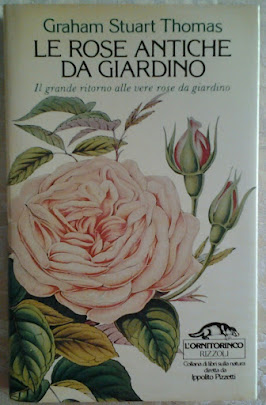 Graham Stuart Thomas
LE ROSE ANTICHE
DA GIARDINO
Il grande ritorno alle vere rose da giardino
L'ORNITORINCO
RIZZOLI
Collana di libri sulla natura
diretta da
Ippolito Pizzetti